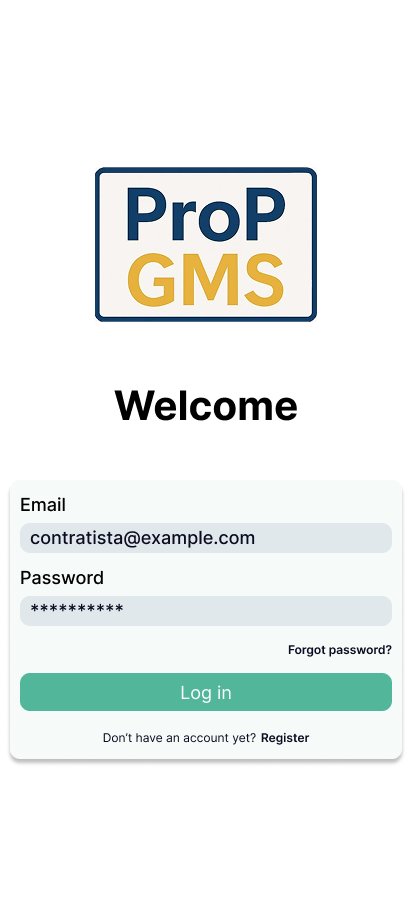 ProP
GMS
Welcome
Email
contratista@example.com
Password
**********
Forgot password?
Log in
Don’t have an account yet? Register